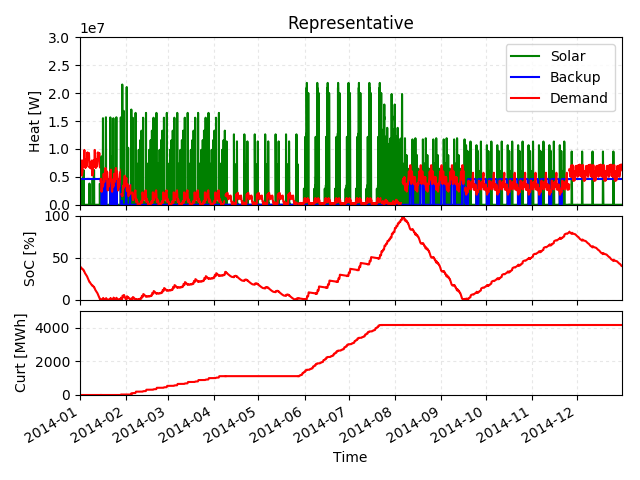 Representative
1e7
3.0
2.5
2.0
1.5
1.0
0.5
0.0
Heat [W]
Solar
Backup
Demand
100
50
0
SoC [%]
4000
2000
0
Curt [MWh]
2014-01
2014-02
2014-03
2014-04
2014-05
2014-06
2014-07
2014-08
2014-09
2014-10
2014-11
2014-12
Time